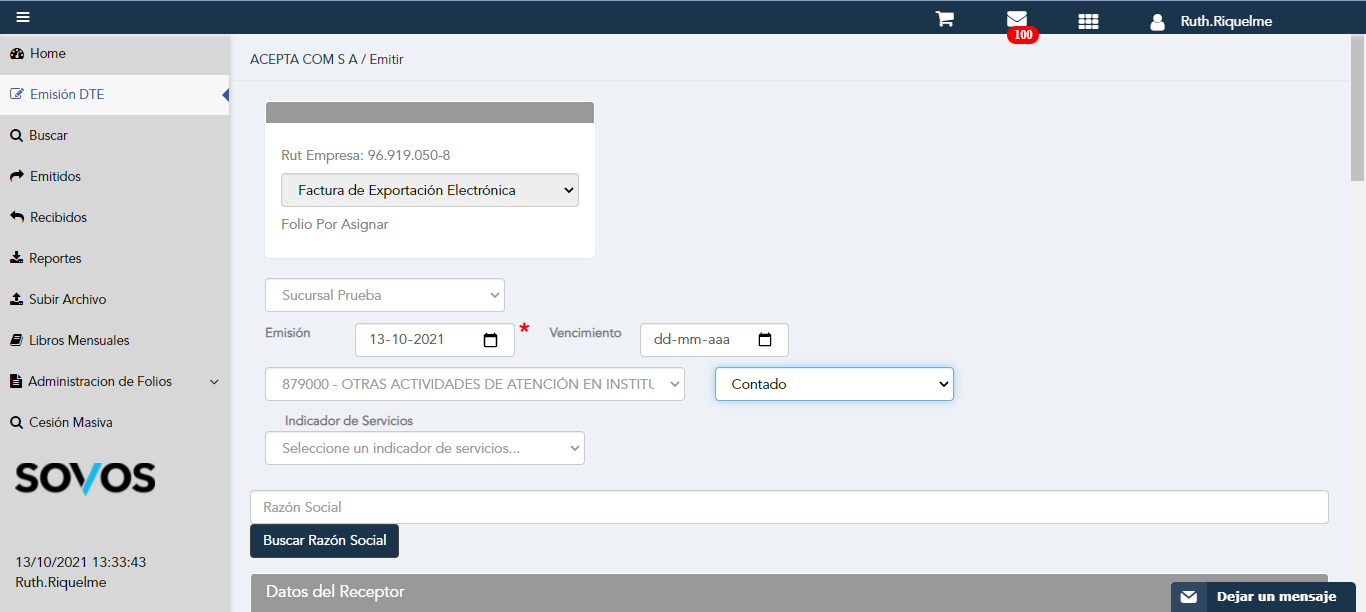 Ruth.Riquelme
100
Home
Emisión DTE
Buscar
Emitidos
Recibidos
Reportes
Subir Archivo
Libros Mensuales
Administracion de Folios
Cesión Masiva
SOVOS
13/10/2021 13:33:43
Ruth.Riquelme
ACEPTA COM S A / Emitir
Rut Empresa: 96.919.050-8
Factura de Exportación Electrónica
Folio Por Asignar
Sucursal Prueba
Emisión 13-10-2021 * Vencimiento dd-mm-aaa
879000 - OTRAS ACTIVIDADES DE ATENCIÓN EN INSTITU Contado
Indicador de Servicios
Seleccione un indicador de servicios...
Razón Social
Buscar Razón Social
Datos del Receptor
Dejar un mensaje